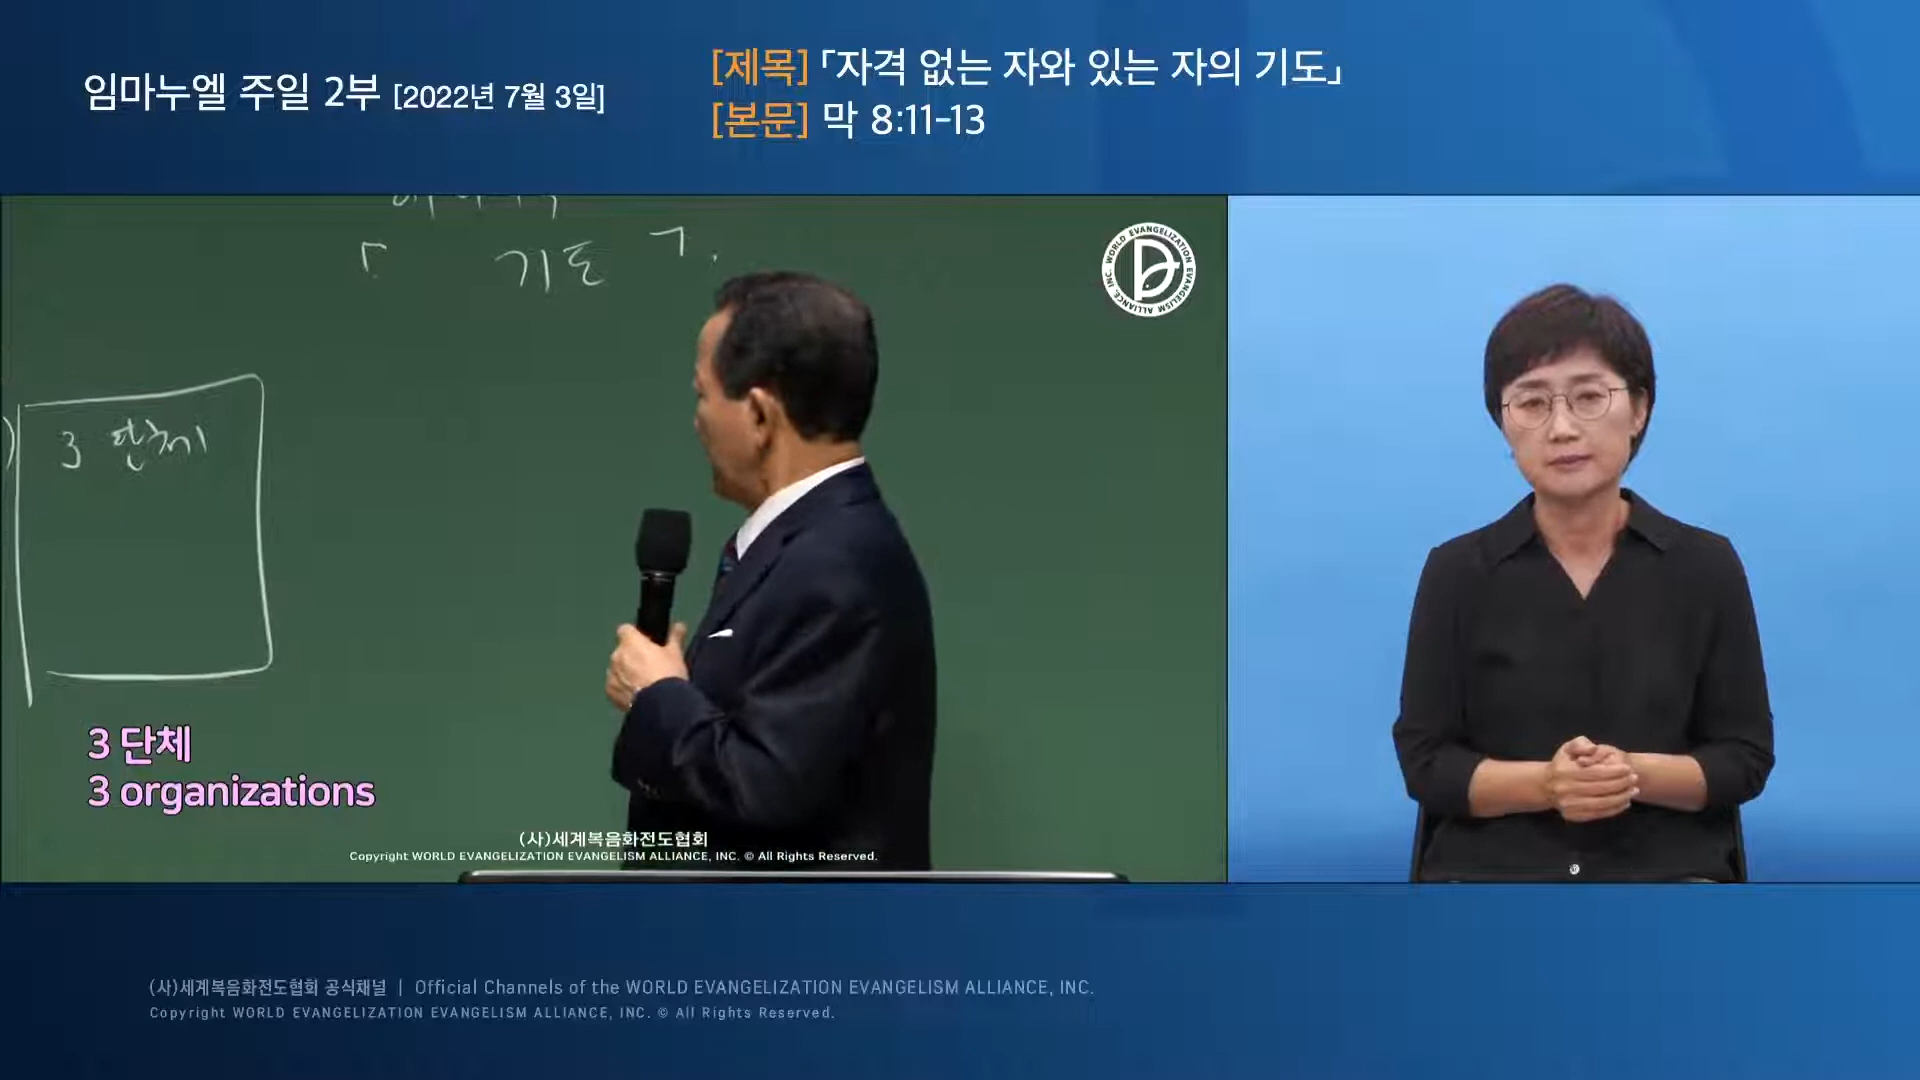 임마누엘 주일 2부 [2022년 7월 3일]
[제목]「자격 없는 자와 있는 자의 기도」
[본문] 막 8:11-13
「 기도 」.
WORLD EVANGELIZATION EVANGELISM ALLIANCE, INC.
3 단체
3 단체
3 organizations
(사)세계복음화전도협회
Copyright WORLD EVANGELIZATION EVANGELISM ALLIANCE, INC. © All Rights Reserved.
(사)세계복음화전도협회 공식채널 | Official Channels of the WORLD EVANGELIZATION EVANGELISM ALLIANCE, INC.
Copyright WORLD EVANGELIZATION EVANGELISM ALLIANCE, INC. © All Rights Reserved.